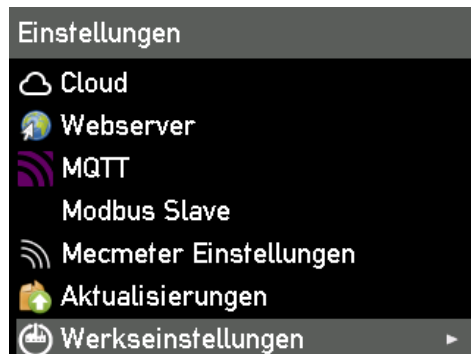 Einstellungen
Cloud
Webserver
MQTT
Modbus Slave
Mecmeter Einstellungen
Aktualisierungen
Werkseinstellungen